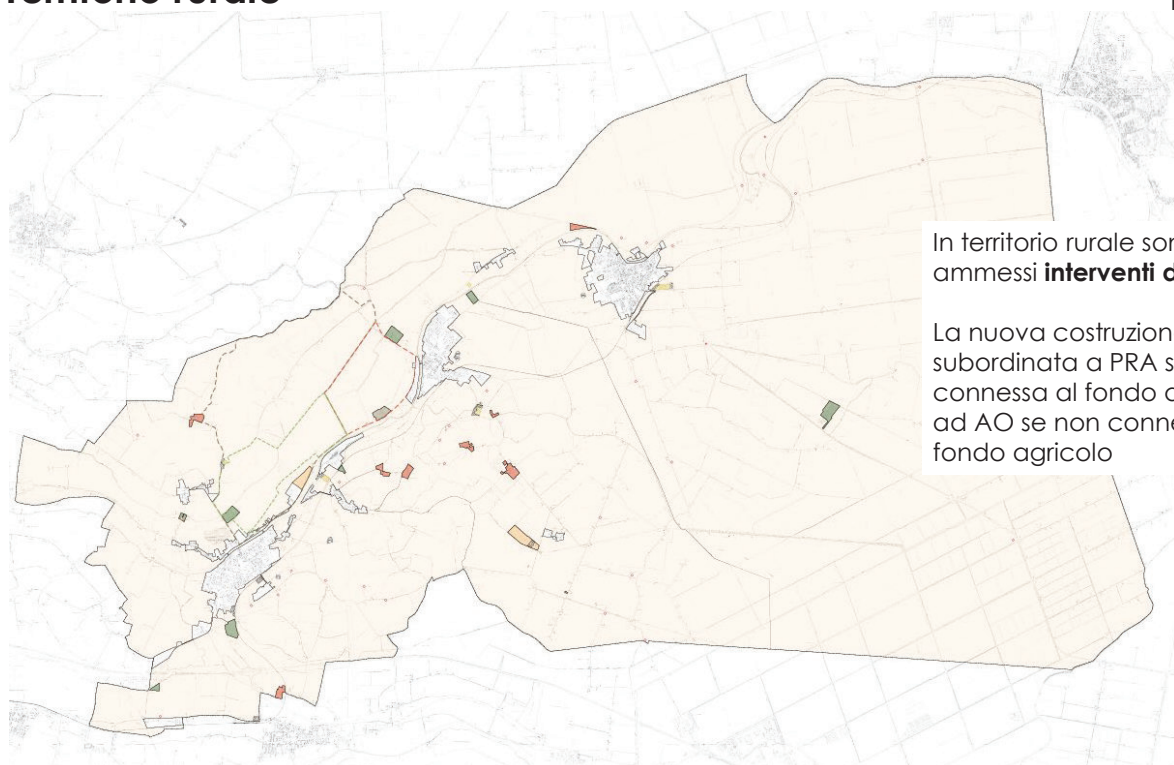 Territorio rurale
In territorio rurale son
ammessi interventi d
La nuova costruzion
subordinata a PRA s
connessa al fondo a
ad AO se non conne
fondo agricolo